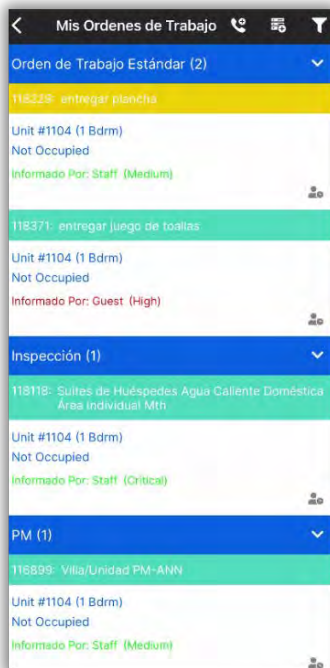 Mis Ordenes de Trabajo
Orden de Trabajo Estándar (2)
118229: entregar plancha
Unit #1104 (1 Bdrm)
Not Occupied
Informado Por: Staff (Medium)
118371: entregar juego de toallas
Unit #1104 (1 Bdrm)
Not Occupied
Informado Por: Guest (High)
Inspección (1)
118118: Suites de Huéspedes Agua Caliente Doméstica
Área Individual Mth
Unit #1104 (1 Bdrm)
Not Occupied
Informado Por: Staff (Critical)
PM (1)
116899: Villa/Unidad PM-ANN
Unit #1104 (1 Bdrm)
Not Occupied
Informado Por: Staff (Medium)